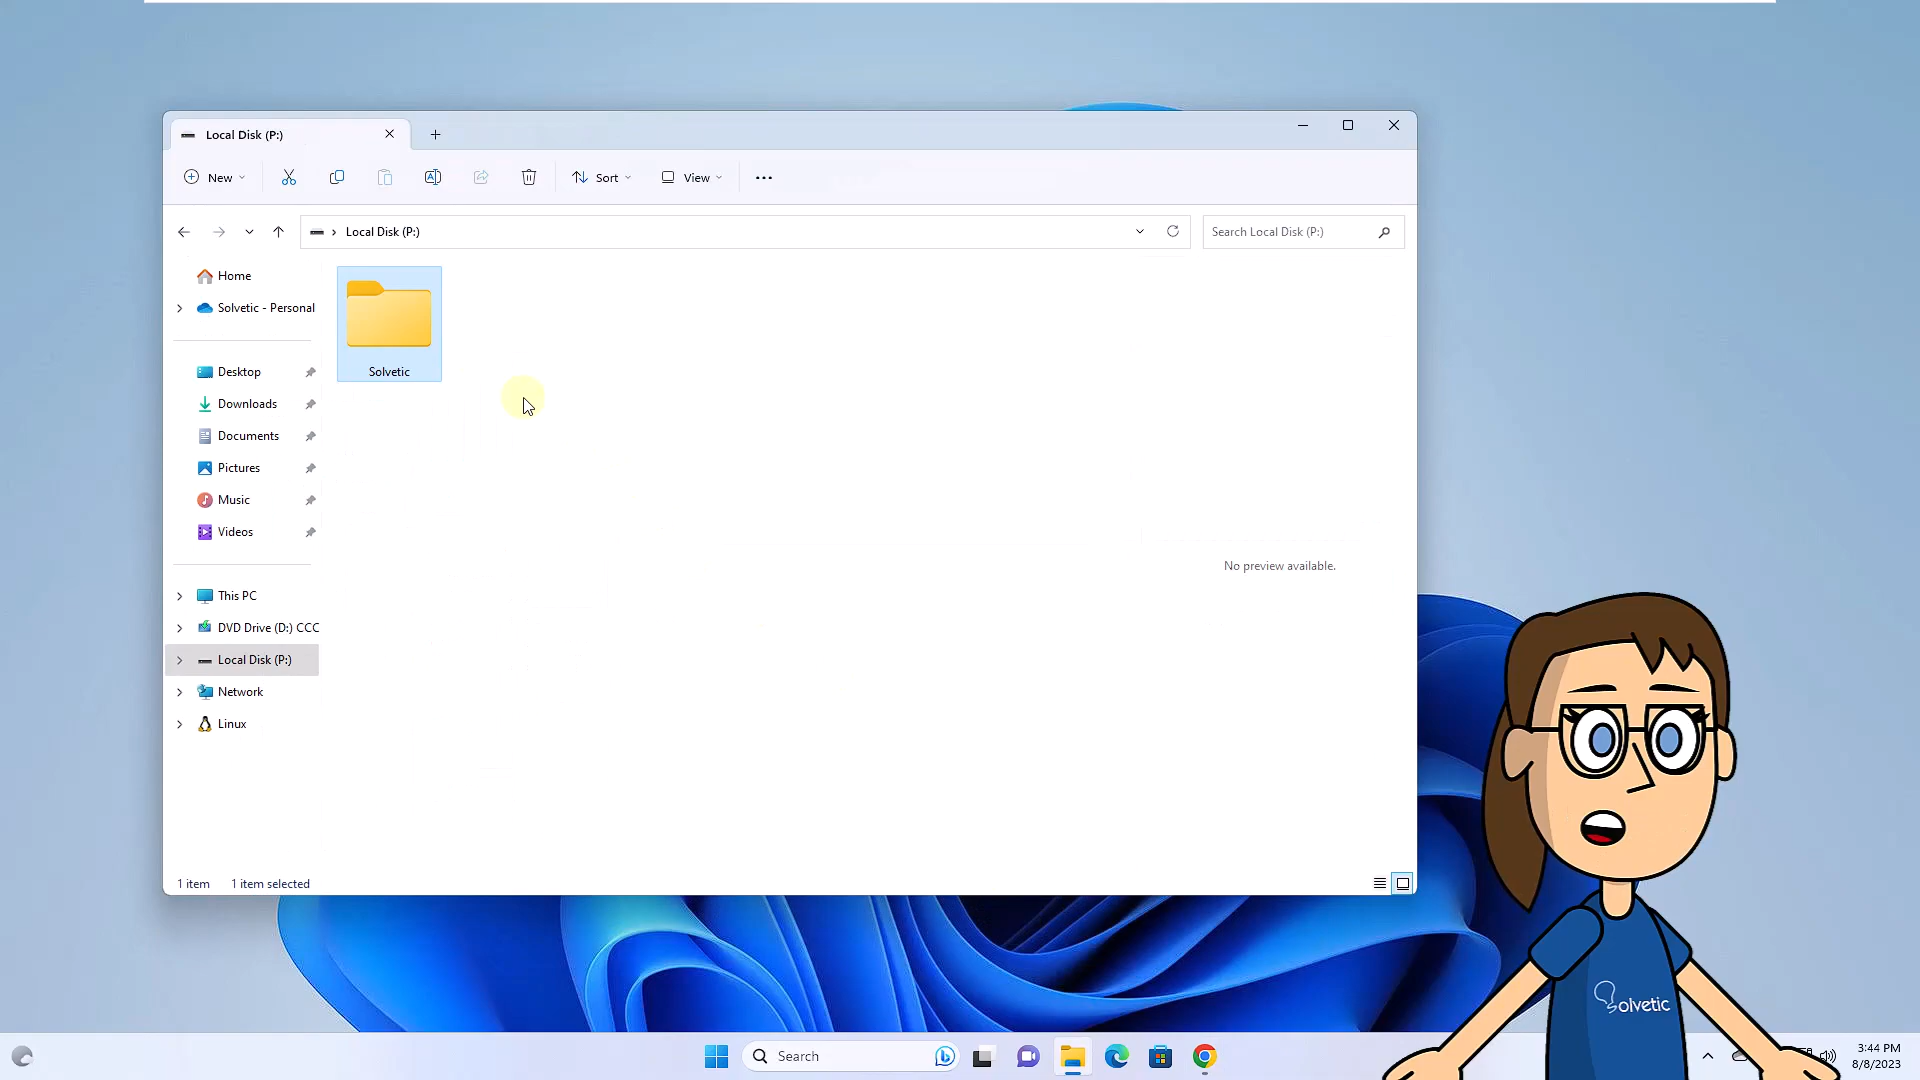 Local Disk (P:)
New
Sort
View
Local Disk (P:)
Search Local Disk (P:)
Home
Solvetic - Personal
Desktop
Downloads
Documents
Pictures
Music
Videos
This PC
DVD Drive (D:) CCC
Local Disk (P:)
Network
Linux
Solvetic
No preview available.
1 item
1 item selected
Solvetic
Search
3:44 PM
8/8/2023